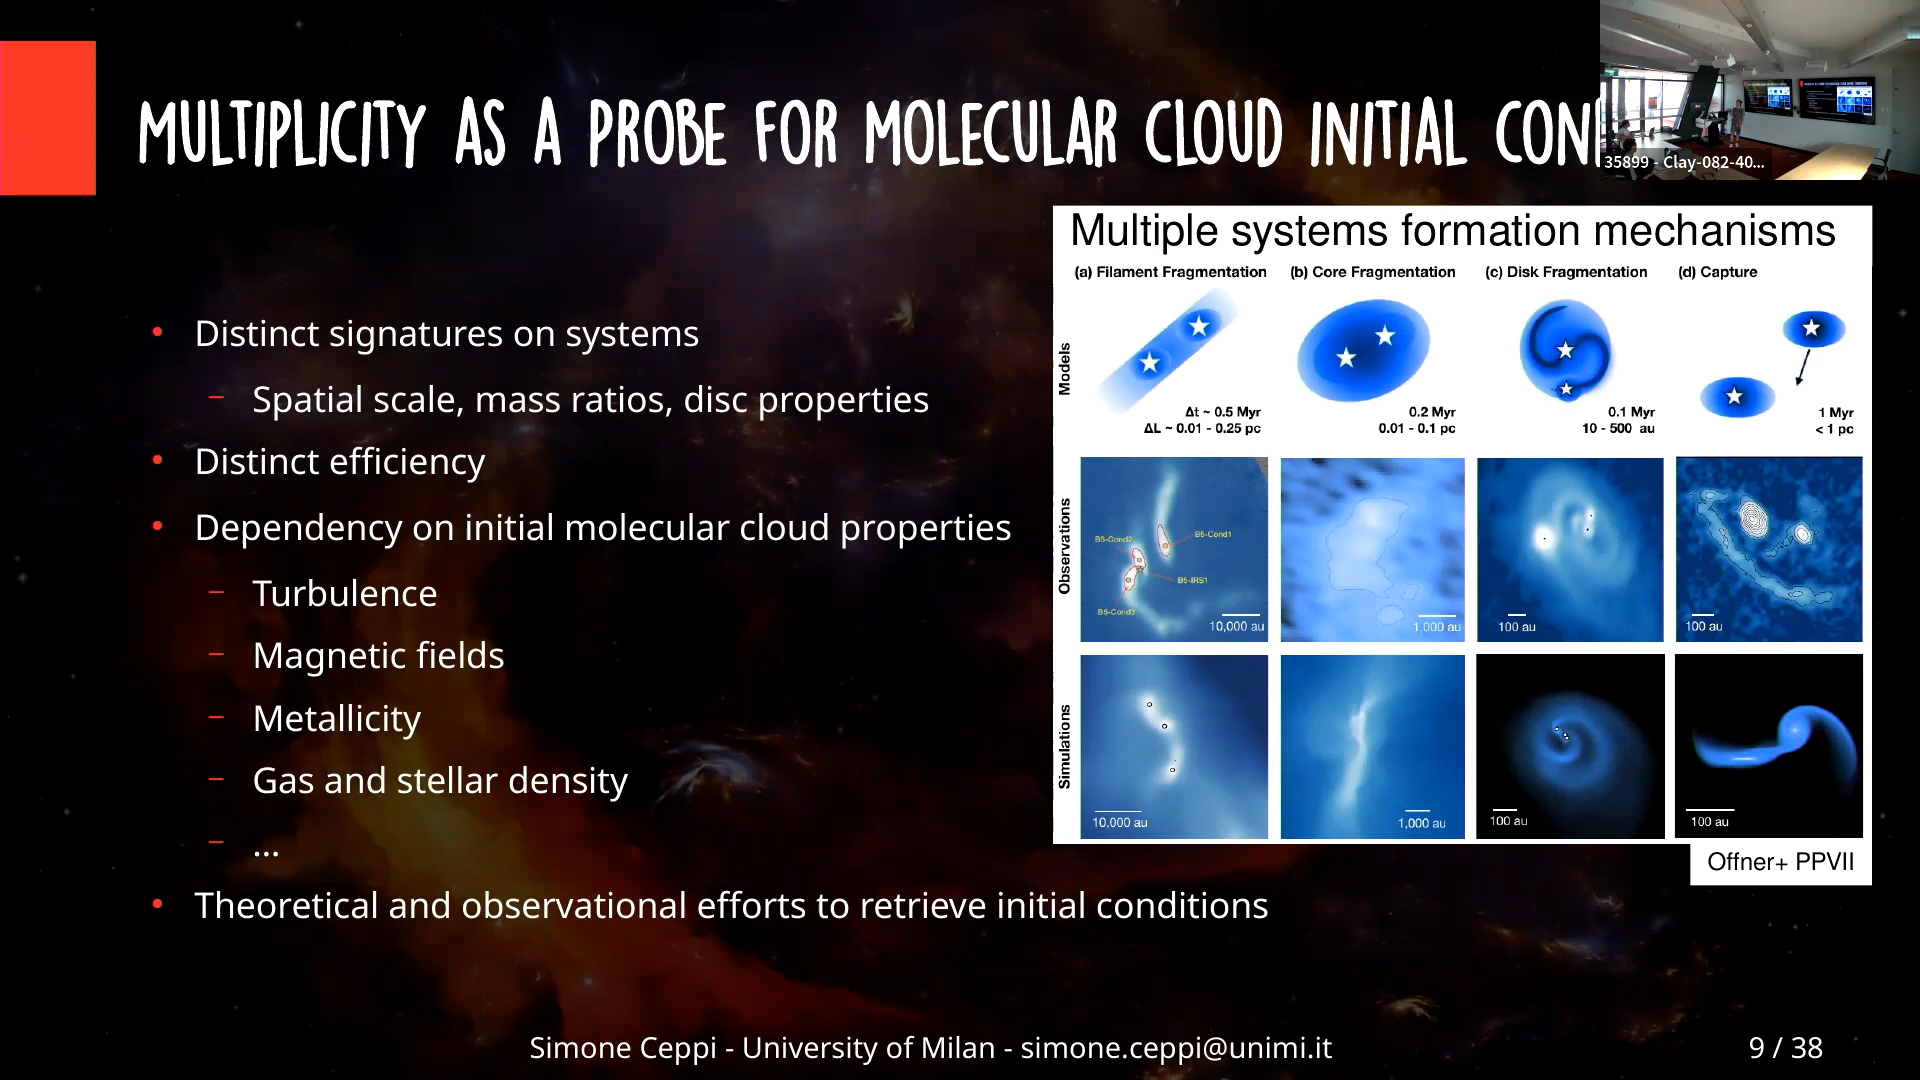 MULTIPLICITY AS A PROBE FOR MOLECULAR CLOUD INITIAL CON
35899 - Clay-082-40...
Distinct signatures on systems
Spatial scale, mass ratios, disc properties
Distinct efficiency
Dependency on initial molecular cloud properties
Turbulence
Magnetic fields
Metallicity
Gas and stellar density
...
Theoretical and observational efforts to retrieve initial conditions
Multiple systems formation mechanisms
(a) Filament Fragmentation
(b) Core Fragmentation
(c) Disk Fragmentation
(d) Capture
Models
Δt ~ 0.5 Myr
ΔL ~ 0.01 - 0.25 pc
0.2 Myr
0.01 - 0.1 pc
0.1 Myr
10 - 500 au
1 Myr
< 1 pc
Observations
B5-Cond2
B5-Cond1
B5-IRS1
B5-Cond3
10,000 au
1,000 au
100 au
100 au
Simulations
10,000 au
1,000 au
100 au
100 au
Offner+ PPVII
Simone Ceppi - University of Milan - simone.ceppi@unimi.it
9 / 38